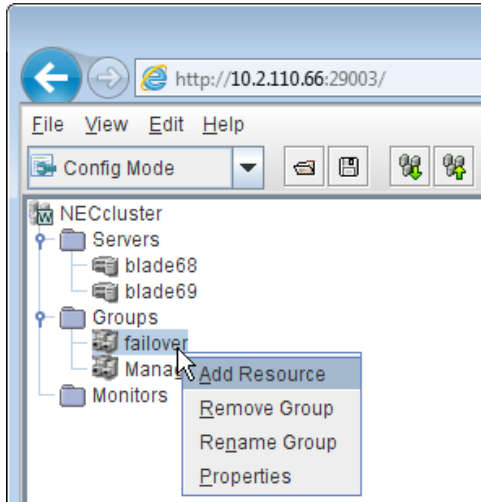 http://10.2.110.66:29003/
File View Edit Help
Config Mode
NECcluster
Servers
blade68
blade69
Groups
failover
Monitors
Add Resource
Remove Group
Rename Group
Properties